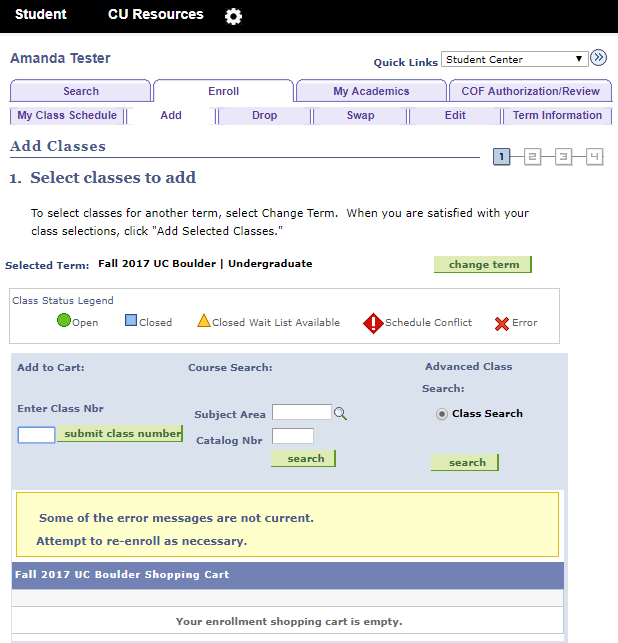 Student CU Resources
Amanda Tester
Quick Links Student Center
Search Enroll My Academics COF Authorization/Review
My Class Schedule Add Drop Swap Edit Term Information
Add Classes
1 2 3 4
1. Select classes to add
To select classes for another term, select Change Term. When you are satisfied with your
class selections, click "Add Selected Classes."
Selected Term: Fall 2017 UC Boulder | Undergraduate change term
Class Status Legend
Open Closed Closed Wait List Available Schedule Conflict Error
Add to Cart: Course Search: Advanced Class
Search:
Enter Class Nbr
Subject Area Class Search
submit class number
Catalog Nbr
search search
Some of the error messages are not current.
Attempt to re-enroll as necessary.
Fall 2017 UC Boulder Shopping Cart
Your enrollment shopping cart is empty.